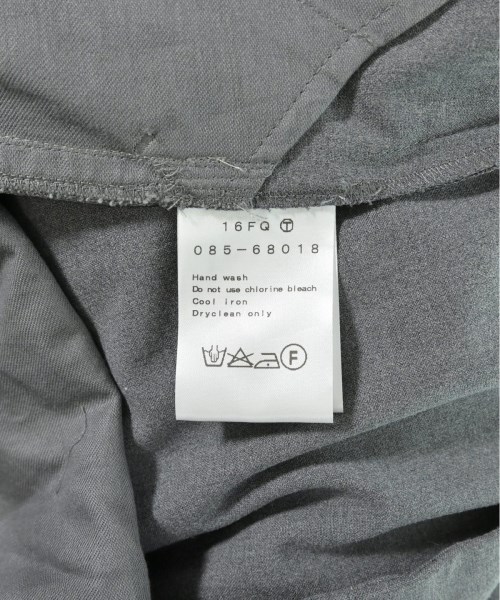 16FQ Ⓣ
085-68018
Hand wash
Do not use chlorine bleach
Cool iron
Dryclean only
F